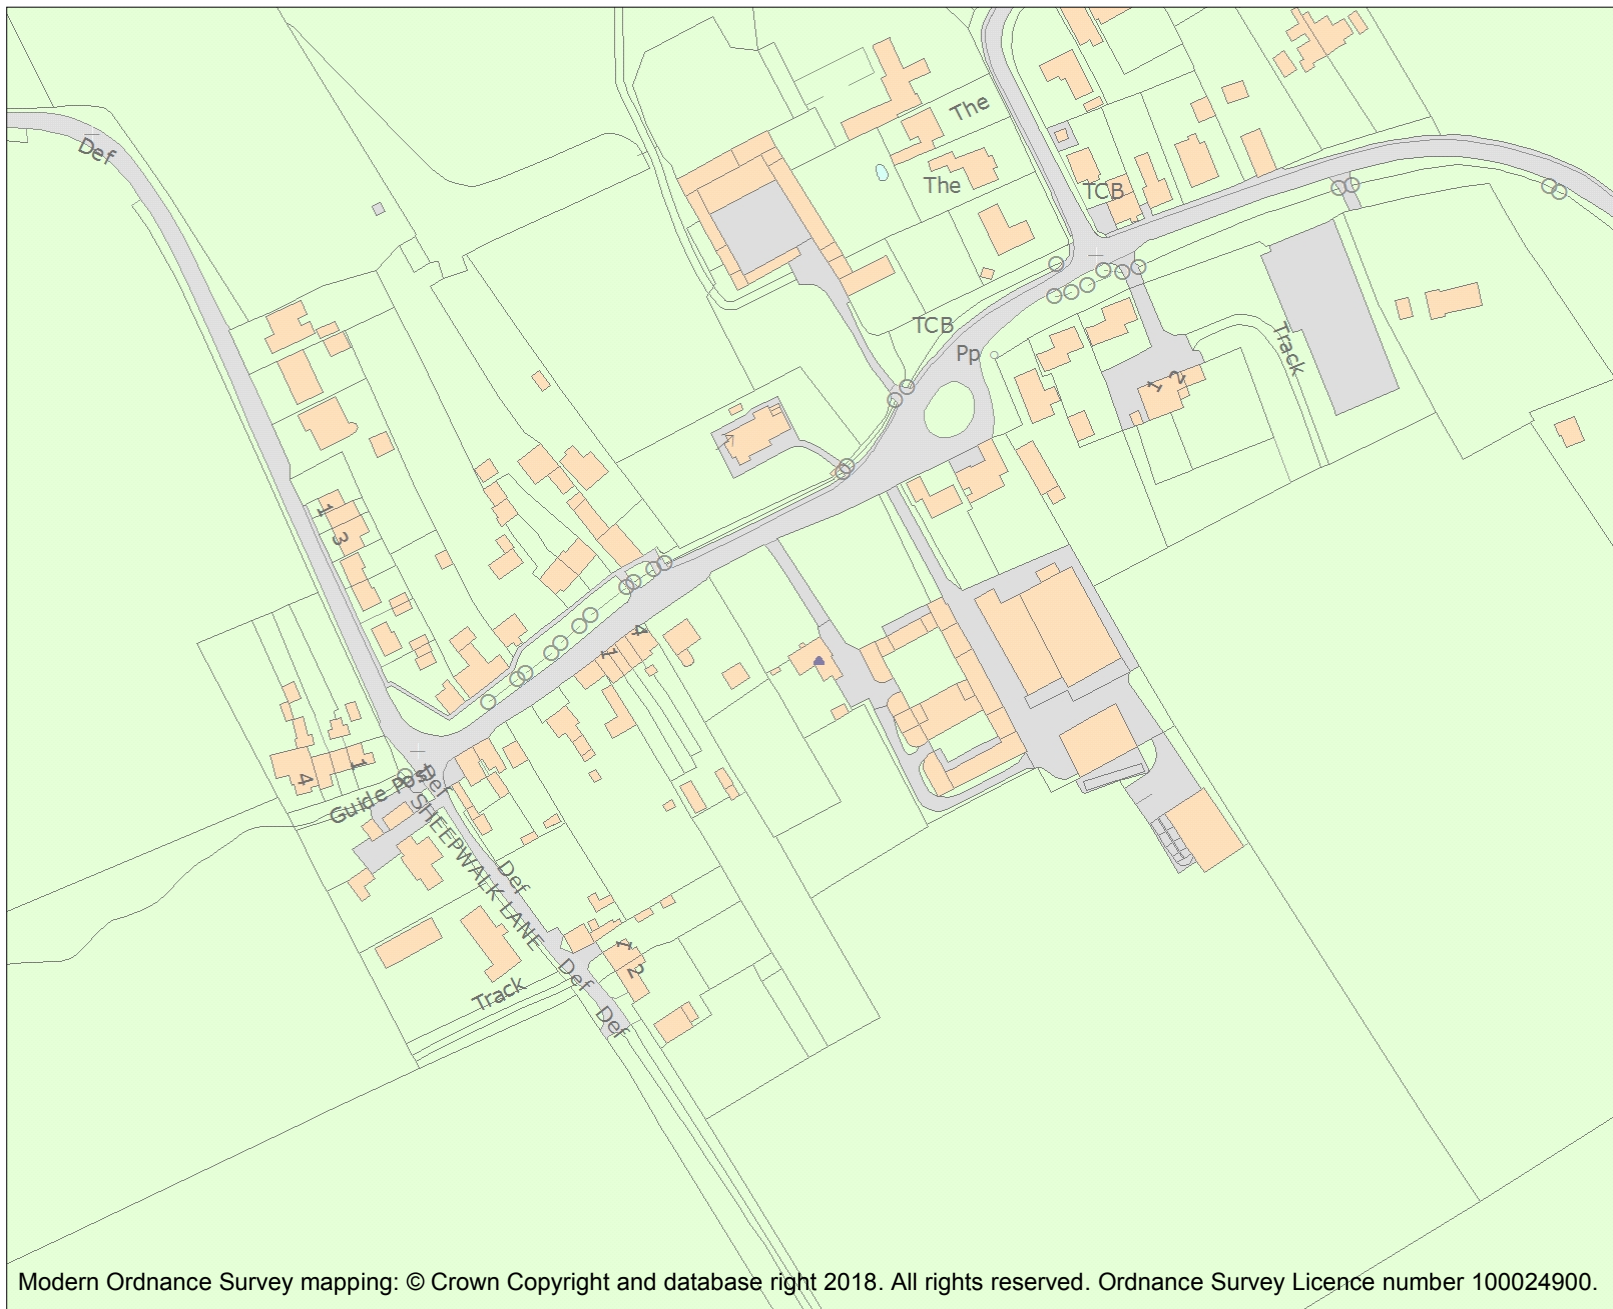 The
Def
The
TCB
TCB
Pp
Track
1
2
1
3
4
1
4
1
Guide Post
Def
SHEEPWALK LANE
Def
1
2
Def
Track
Def
Modern Ordnance Survey mapping: © Crown Copyright and database right 2018. All rights reserved. Ordnance Survey Licence number 100024900.